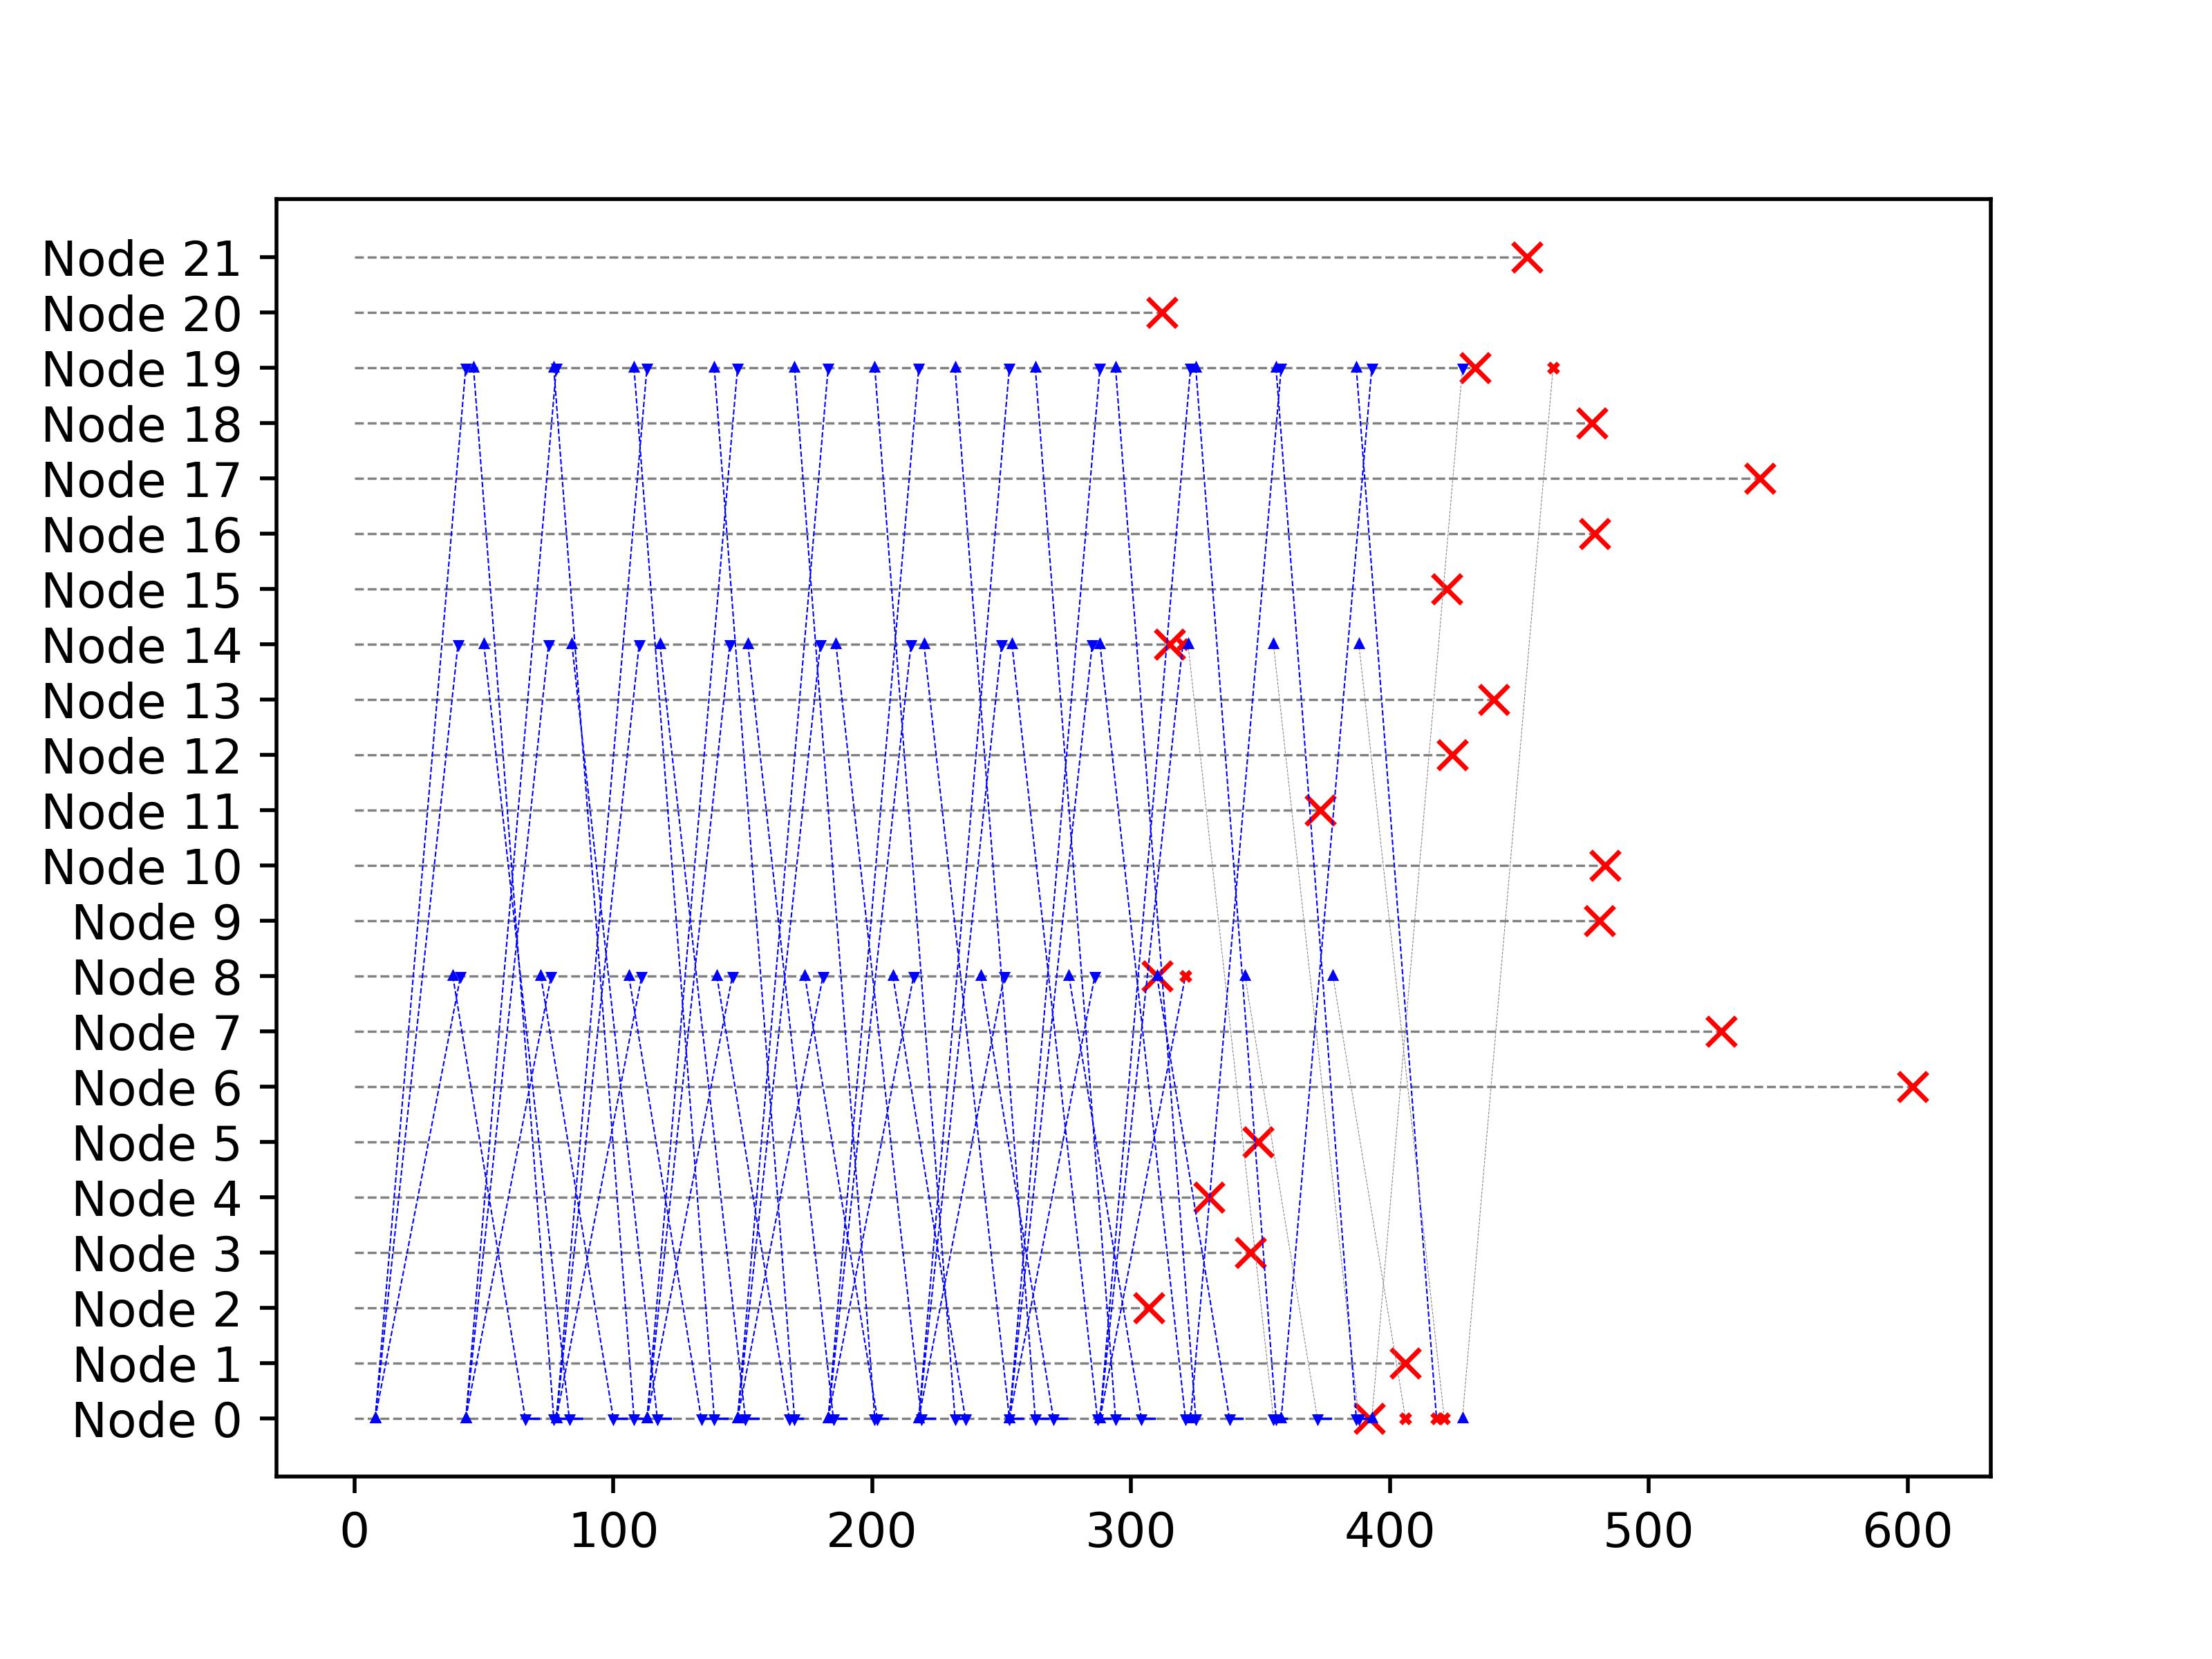 Node 21
Node 20
Node 19
Node 18
Node 17
Node 16
Node 15
Node 14
Node 13
Node 12
Node 11
Node 10
Node 9
Node 8
Node 7
Node 6
Node 5
Node 4
Node 3
Node 2
Node 1
Node 0
0 100 200 300 400 500 600